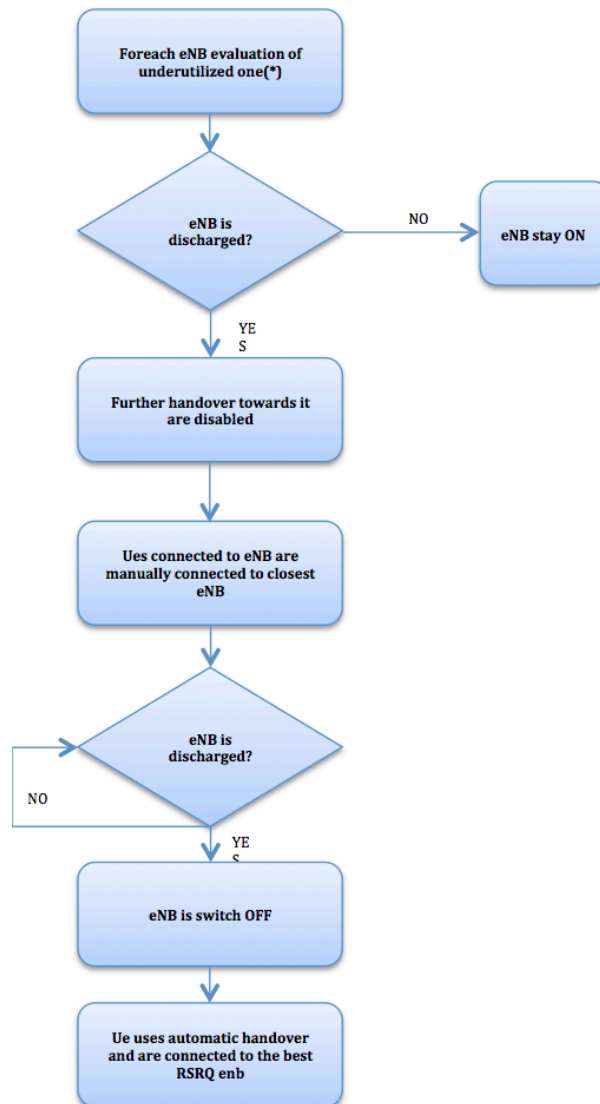 Foreach eNB evaluation of
underutilized one(*)
eNB is
discharged?
NO
eNB stay ON
YE
S
Further handover towards it
are disabled
Ues connected to eNB are
manually connected to closest
eNB
eNB is
discharged?
NO
YE
S
eNB is switch OFF
Ue uses automatic handover
and are connected to the best
RSRQ enb